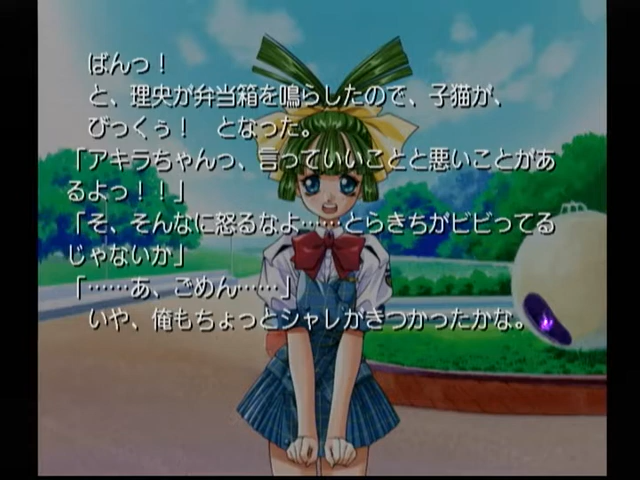 ばんっ！
と、理央が弁当箱を鳴らしたので、子猫が、
びっくぅ！　となった。
「アキラちゃんっ、言っていいことと悪いことがあ
るよっ！！」
「そ、そんなに怒るなよ……とらきちがビビってる
じゃないか」
「……あ、ごめん……」
いや、俺もちょっとシャレがきつかったかな。